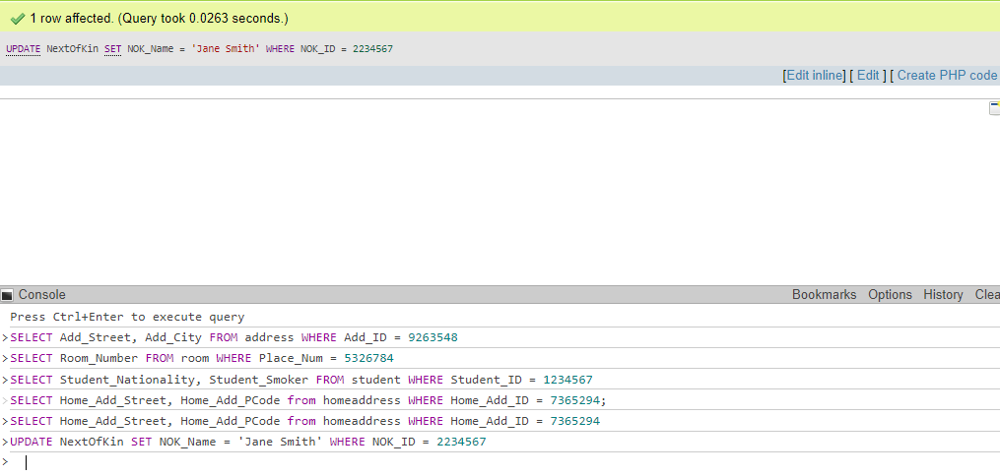 1 row affected. (Query took 0.0263 seconds.)
UPDATE NextOfKin SET NOK_Name = 'Jane Smith' WHERE NOK_ID = 2234567
[Edit inline] [ Edit ] [ Create PHP code
Console Bookmarks Options History Clea
Press Ctrl+Enter to execute query
>SELECT Add_Street, Add_City FROM address WHERE Add_ID = 9263548
>SELECT Room_Number FROM room WHERE Place_Num = 5326784
>SELECT Student_Nationality, Student_Smoker FROM student WHERE Student_ID = 1234567
>SELECT Home_Add_Street, Home_Add_PCode from homeaddress WHERE Home_Add_ID = 7365294;
>SELECT Home_Add_Street, Home_Add_PCode from homeaddress WHERE Home_Add_ID = 7365294
>UPDATE NextOfKin SET NOK_Name = 'Jane Smith' WHERE NOK_ID = 2234567
>